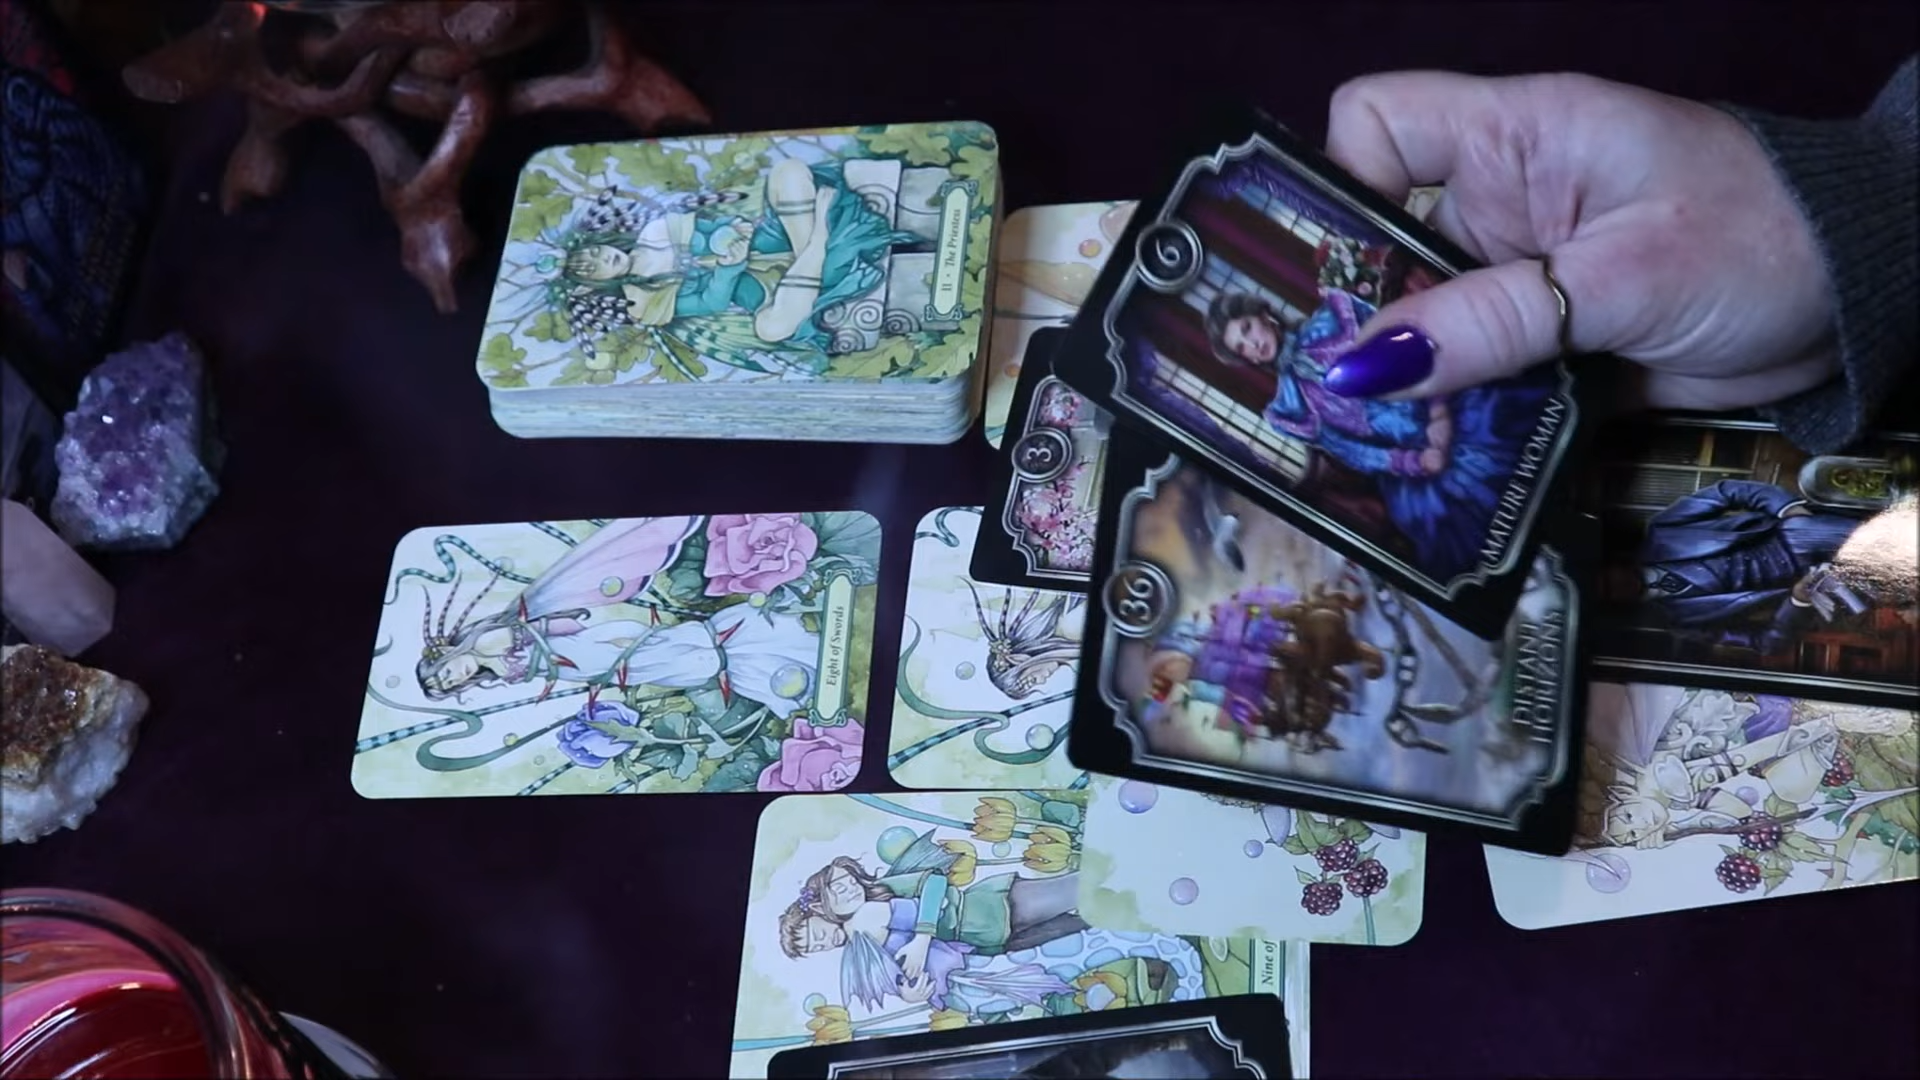 II • The Priestess
6
MATURE WOMAN
3
36
DISTANT
HORIZONS
Eight of Swords
Nine of